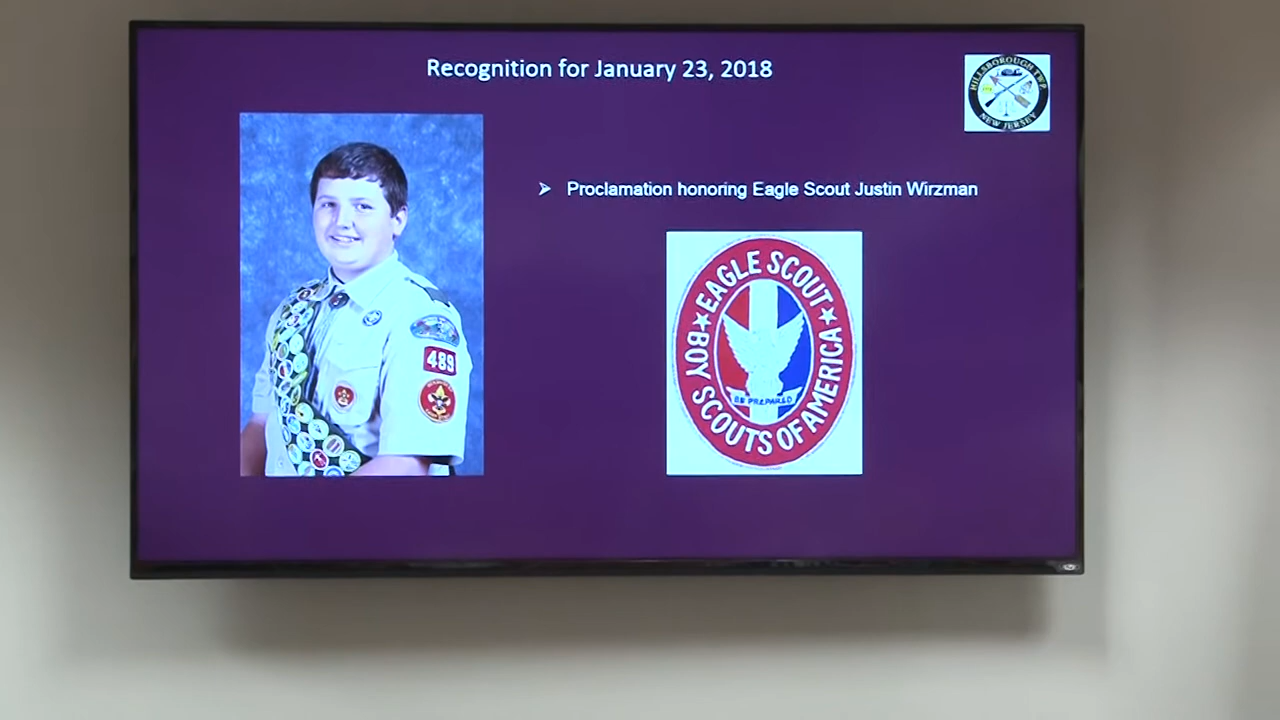 Recognition for January 23, 2018
HILLSBOROUGH TWP.
NEW JERSEY
➢ Proclamation honoring Eagle Scout Justin Wirzman
EAGLE SCOUT
BOY SCOUTS OF AMERICA
BE PREPARED
489